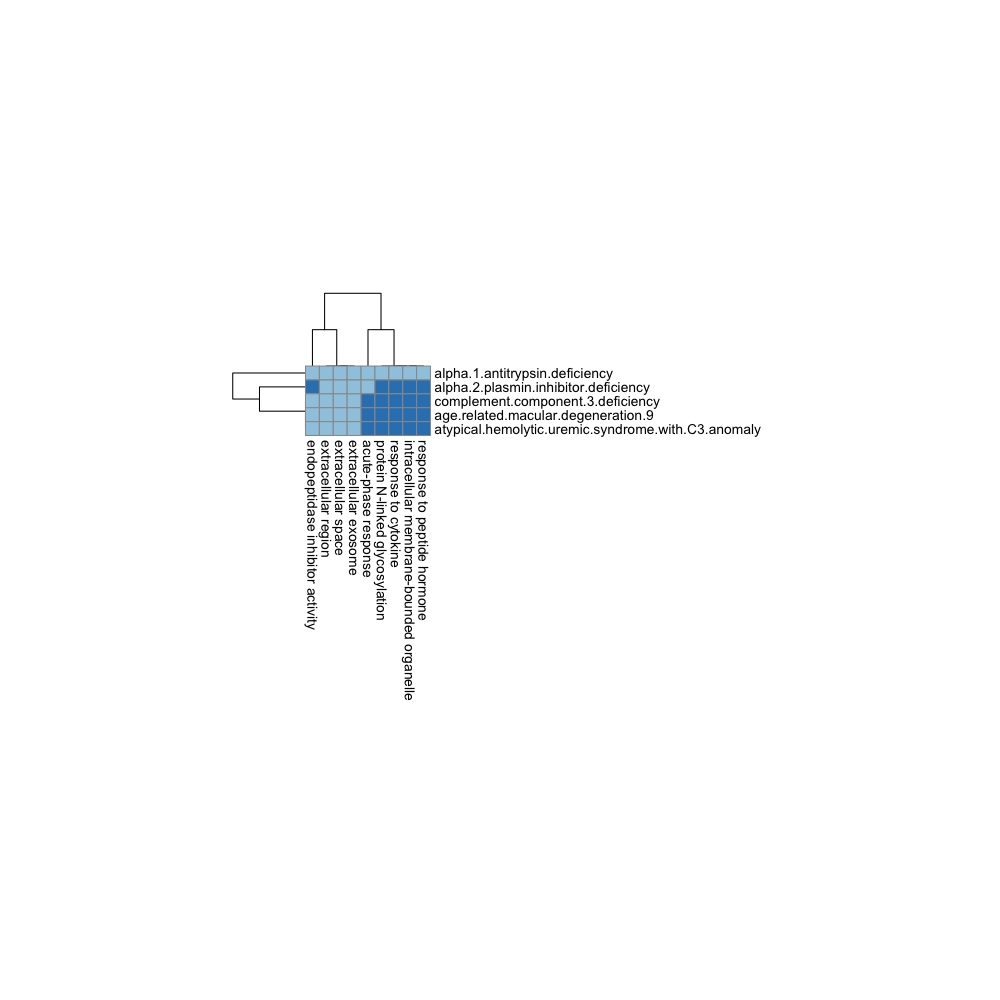 alpha.1.antitrypsin.deficiency
alpha.2.plasmin.inhibitor.deficiency
complement.component.3.deficiency
age.related.macular.degeneration.9
atypical.hemolytic.uremic.syndrome.with.C3.anomaly
endopeptidase inhibitor activity
extracellular region
extracellular space
extracellular exosome
acute-phase response
protein N-linked glycosylation
response to cytokine
intracellular membrane-bounded organelle
response to peptide hormone